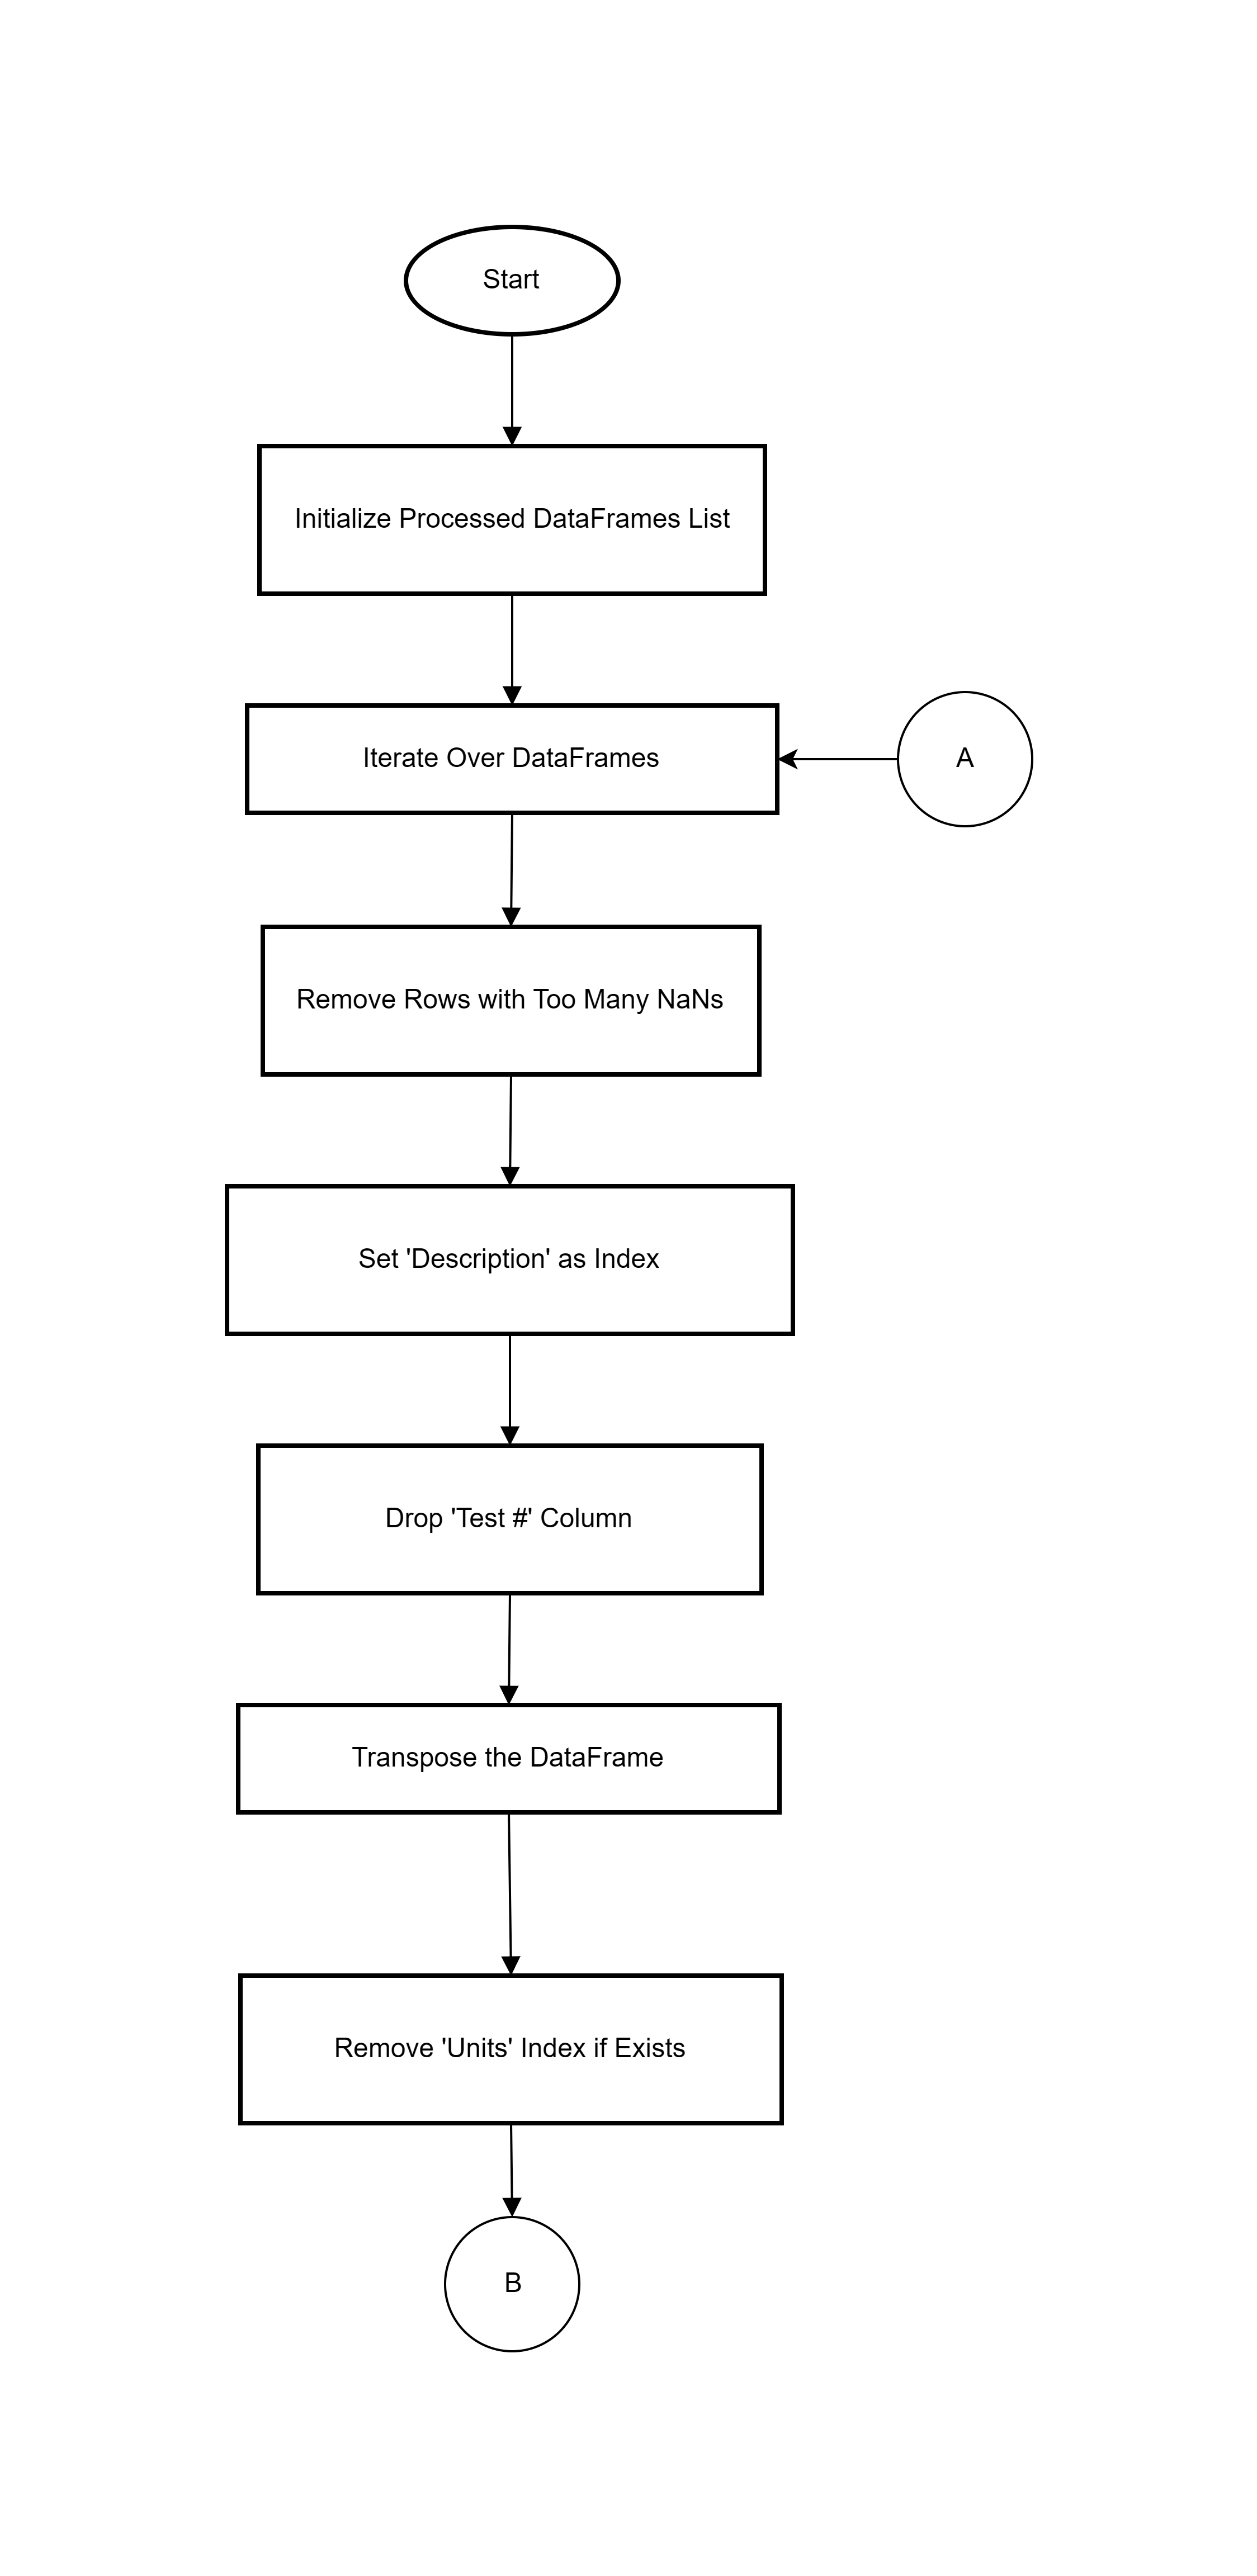 Start
Initialize Processed DataFrames List
Iterate Over DataFrames
A
Remove Rows with Too Many NaNs
Set 'Description' as Index
Drop 'Test #' Column
Transpose the DataFrame
Remove 'Units' Index if Exists
B